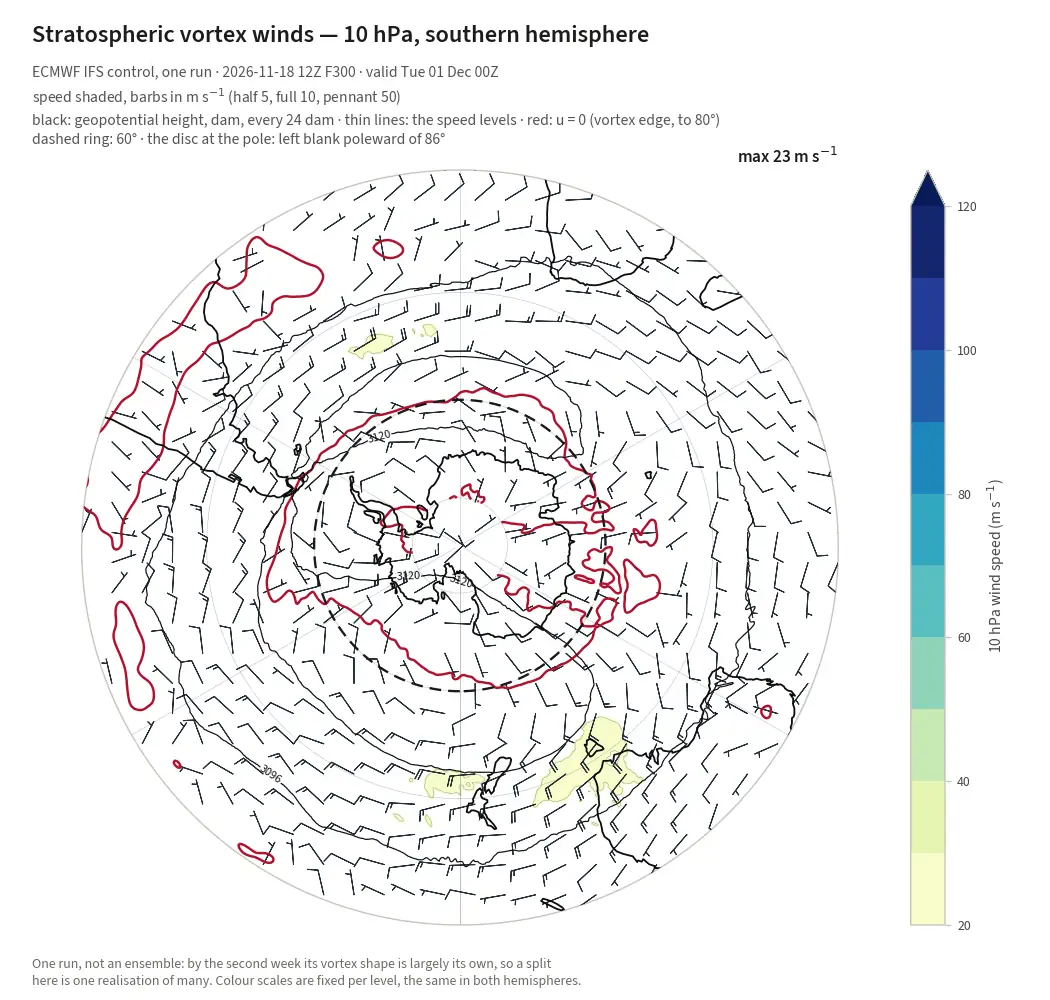 Stratospheric vortex winds — 10 hPa, southern hemisphere
ECMWF IFS control, one run · 2026-11-18 12Z F300 · valid Tue 01 Dec 00Z
speed shaded, barbs in m s⁻¹ (half 5, full 10, pennant 50)
black: geopotential height, dam, every 24 dam · thin lines: the speed levels · red: u = 0 (vortex edge, to 80°)
dashed ring: 60° · the disc at the pole: left blank poleward of 86°
max 23 m s⁻¹
120
100
80
60
40
20
10 hPa wind speed (m s⁻¹)
3120
3120
3120
3096
One run, not an ensemble: by the second week its vortex shape is largely its own, so a split
here is one realisation of many. Colour scales are fixed per level, the same in both hemispheres.